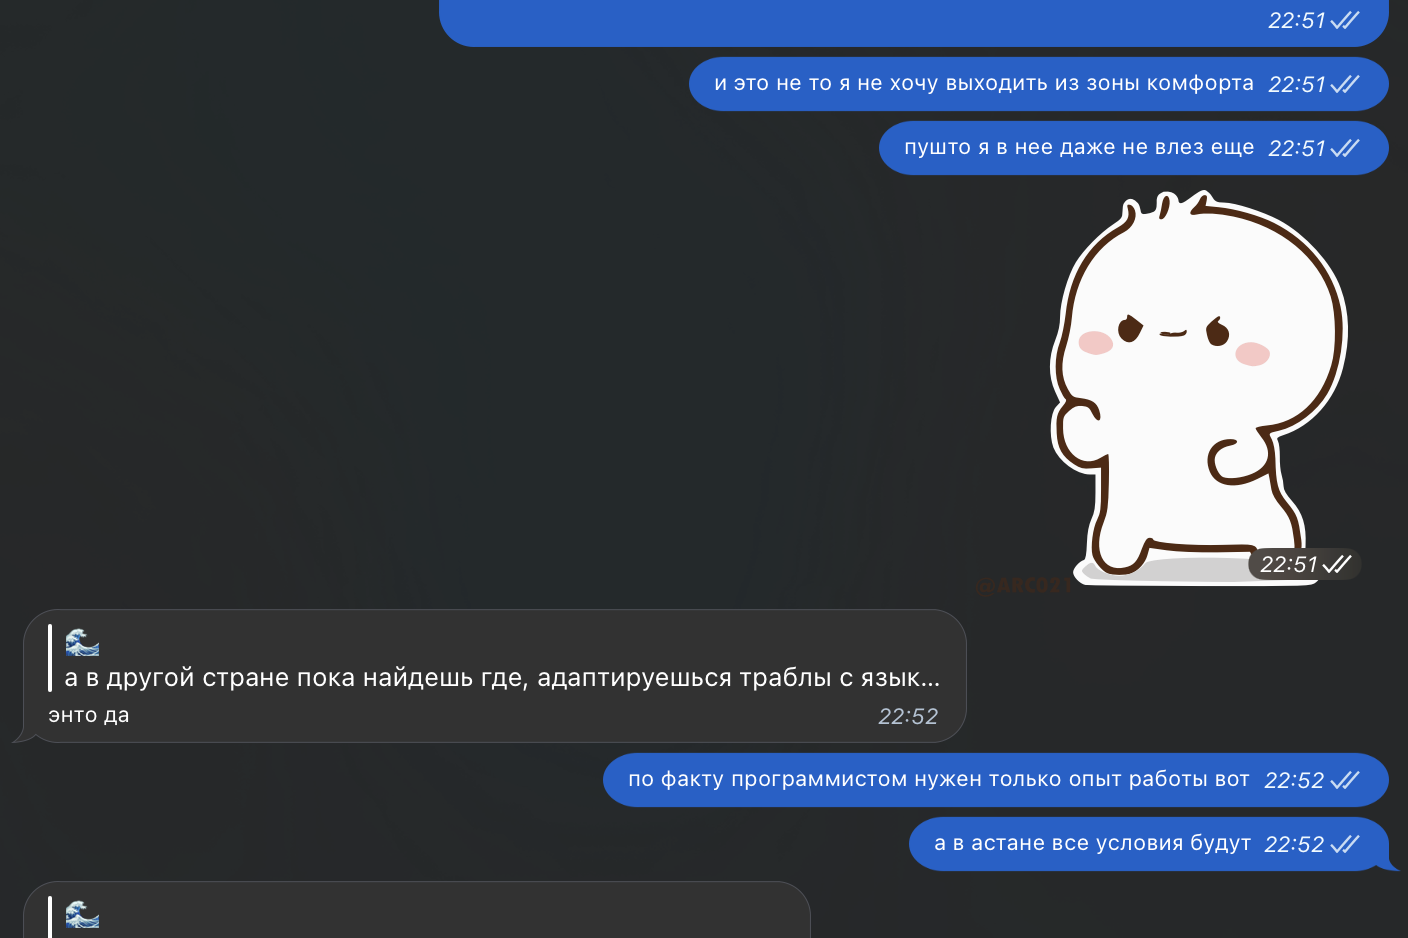 22:51
и это не то я не хочу выходить из зоны комфорта 22:51
пушто я в нее даже не влез еще 22:51
22:51
@ARC021
🌊
а в другой стране пока найдешь где, адаптируешься траблы с язык...
энто да 22:52
по факту программистом нужен только опыт работы вот 22:52
а в астане все условия будут 22:52
🌊